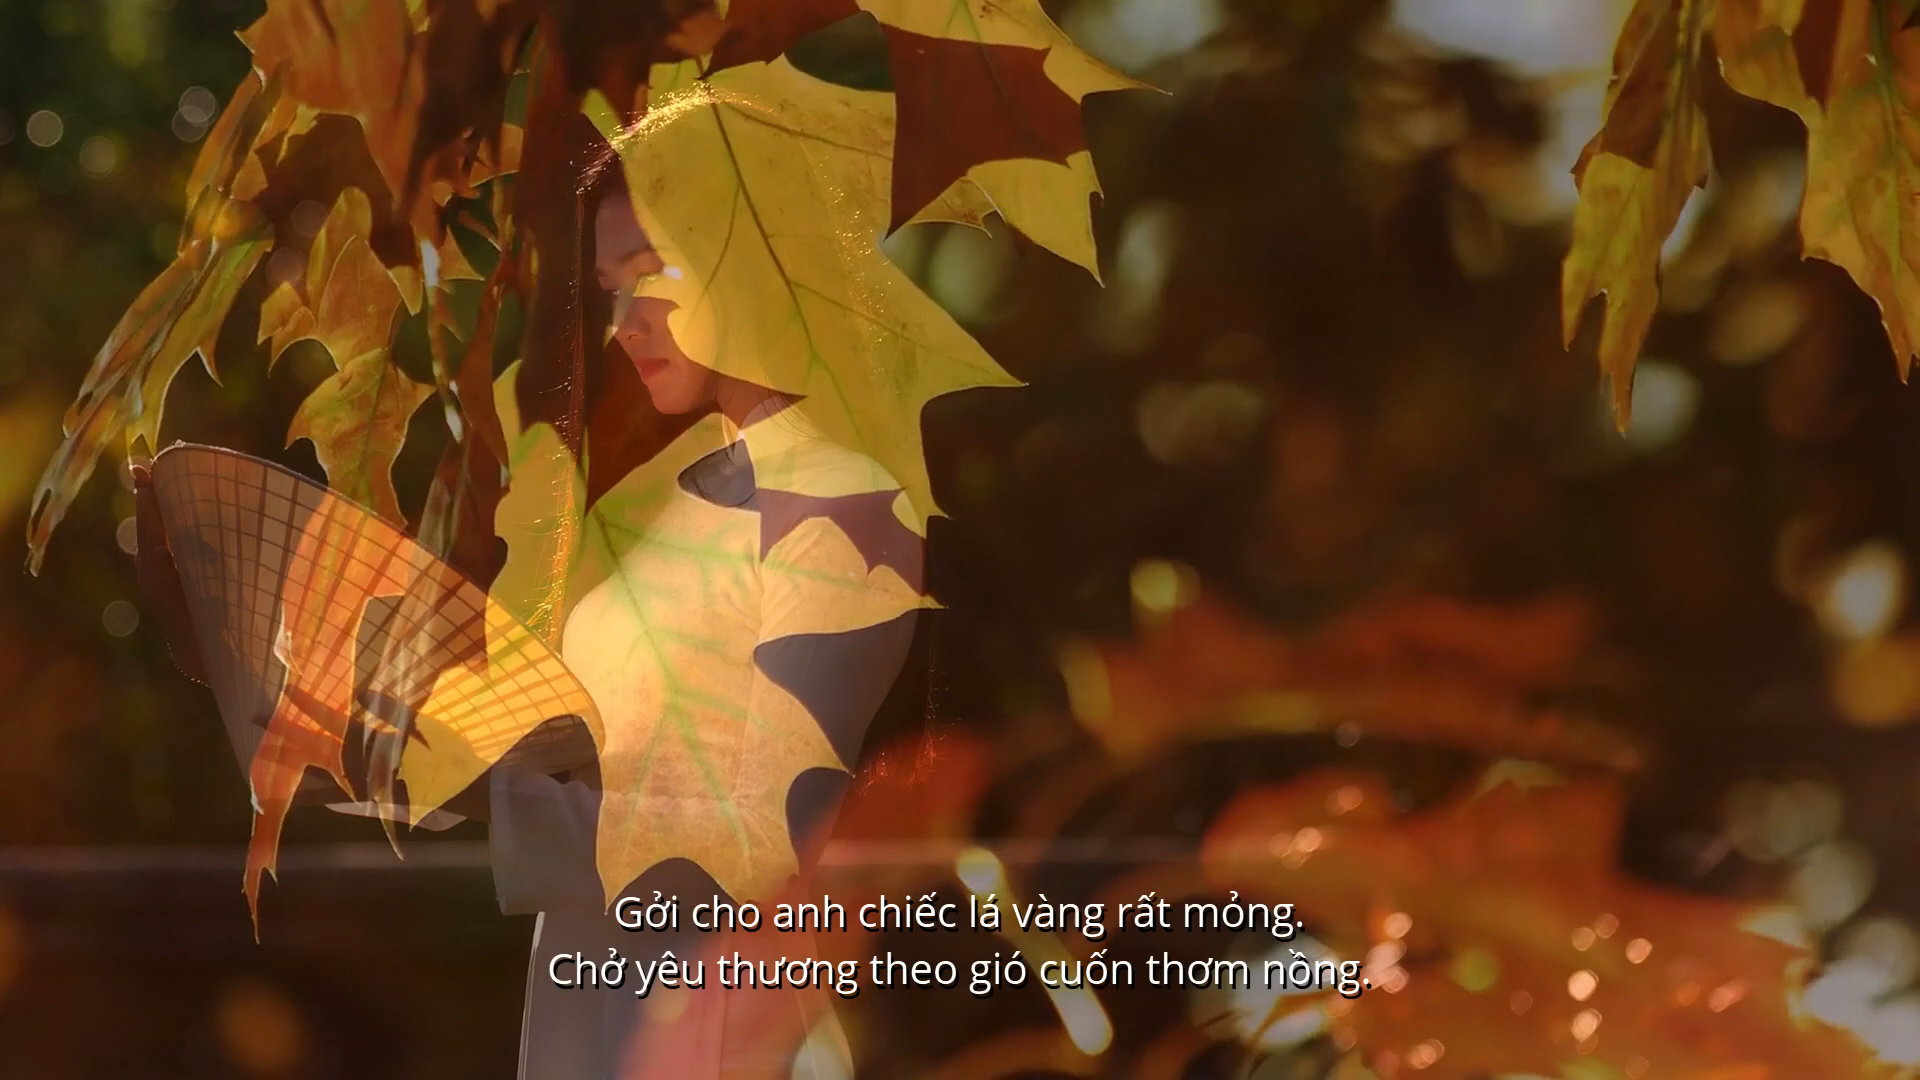 Gởi cho anh chiếc lá vàng rất mỏng.
Chở yêu thương theo gió cuốn thơm nồng.